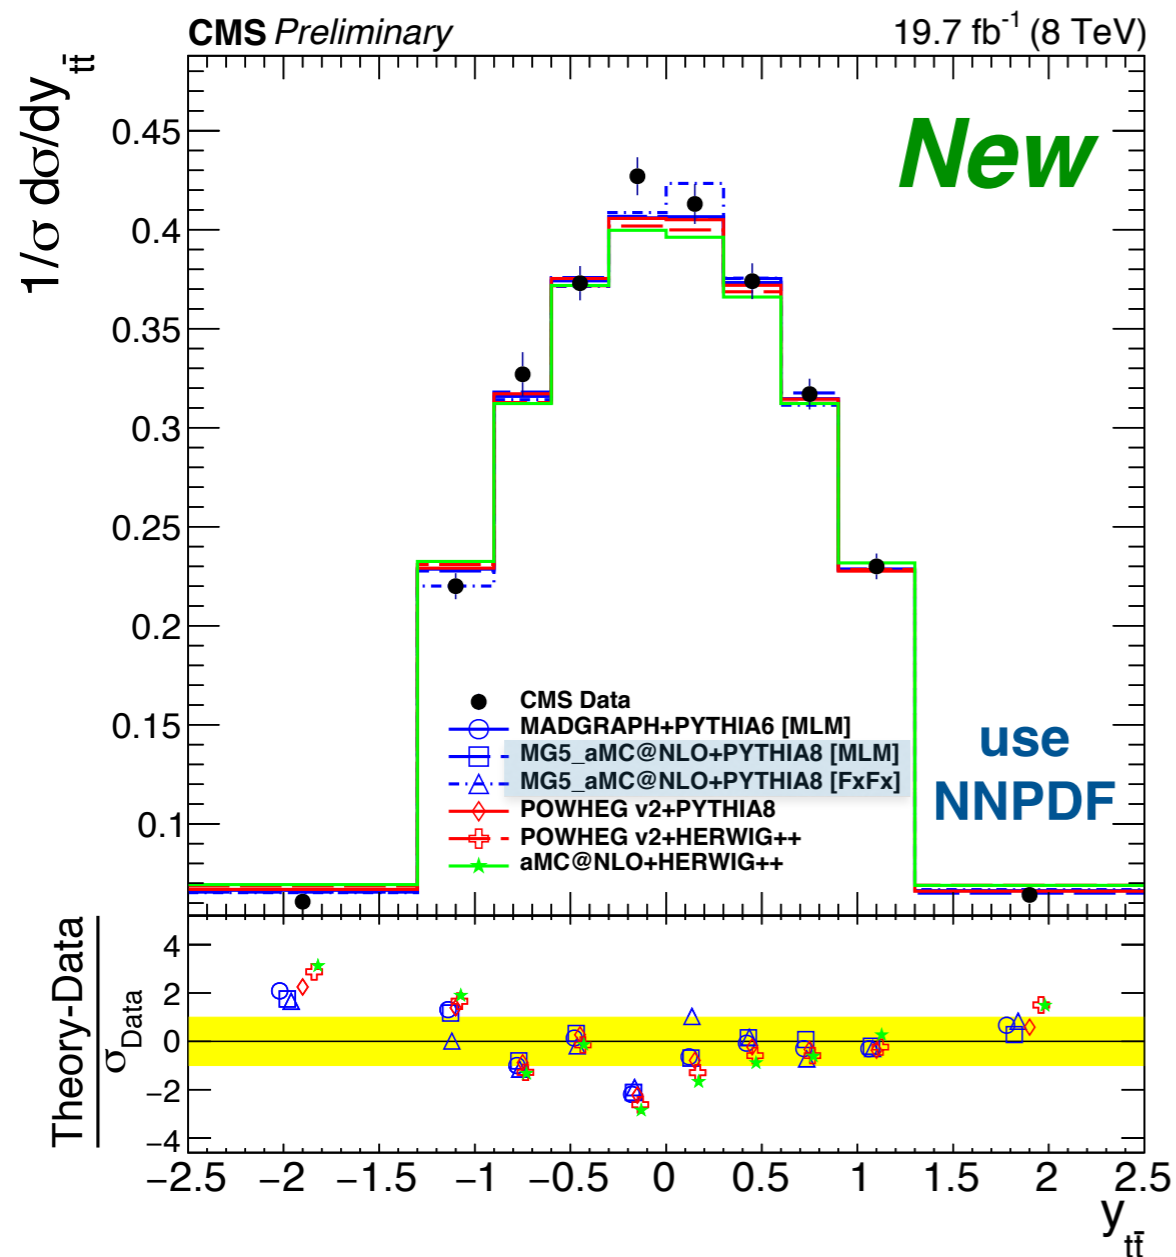 CMS Preliminary 19.7 fb⁻¹ (8 TeV)
1/σ dσ/dy_tt̄
0.45
0.4
0.35
0.3
0.25
0.2
0.15
0.1
New
CMS Data
MADGRAPH+PYTHIA6 [MLM]
MG5_aMC@NLO+PYTHIA8 [MLM]
MG5_aMC@NLO+PYTHIA8 [FxFx]
POWHEG v2+PYTHIA8
POWHEG v2+HERWIG++
aMC@NLO+HERWIG++
use
NNPDF
Theory-Data
σ_Data
4
2
0
−2
−4
−2.5 −2 −1.5 −1 −0.5 0 0.5 1 1.5 2 2.5
y_tt̄